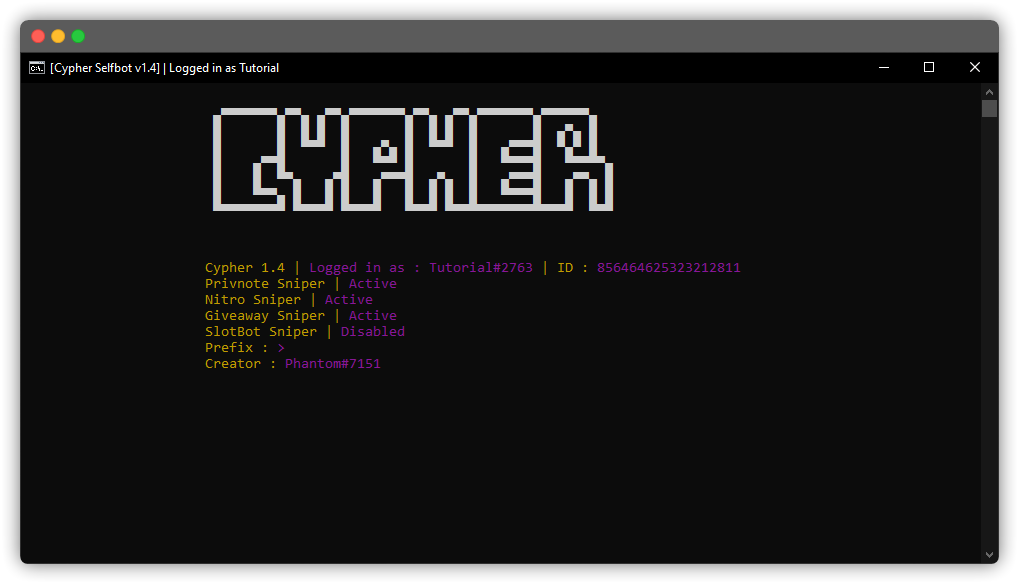 [Cypher Selfbot v1.4] | Logged in as Tutorial
CYPHER
Cypher 1.4 | Logged in as : Tutorial#2763 | ID : 856464625323212811
Privnote Sniper | Active
Nitro Sniper | Active
Giveaway Sniper | Active
SlotBot Sniper | Disabled
Prefix : >
Creator : Phantom#7151